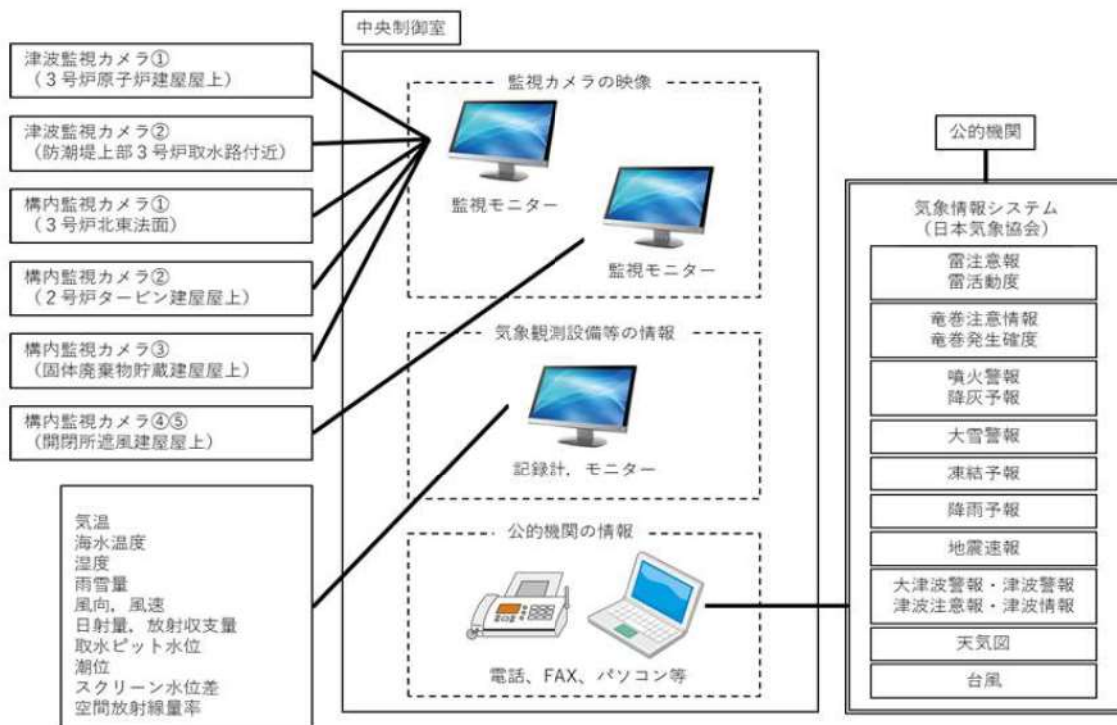 中央制御室
津波監視カメラ①
(3号炉原子炉建屋屋上)
津波監視カメラ②
(防潮堤上部3号炉取水路付近)
構内監視カメラ①
(3号炉北東法面)
構内監視カメラ②
(2号炉タービン建屋屋上)
構内監視カメラ③
(固体廃棄物貯蔵建屋屋上)
構内監視カメラ④⑤
(開閉所遮風建屋屋上)
気温
海水温度
湿度
雨雪量
風向,風速
日射量,放射収支量
取水ピット水位
潮位
スクリーン水位差
空間放射線量率
監視カメラの映像
監視モニター
監視モニター
気象観測設備等の情報
記録計,モニター
公的機関の情報
電話、FAX、パソコン等
公的機関
気象情報システム
(日本気象協会)
雷注意報
雷活動度
竜巻注意情報
竜巻発生確度
噴火警報
降灰予報
大雪警報
凍結予報
降雨予報
地震速報
大津波警報・津波警報
津波注意報・津波情報
天気図
台風